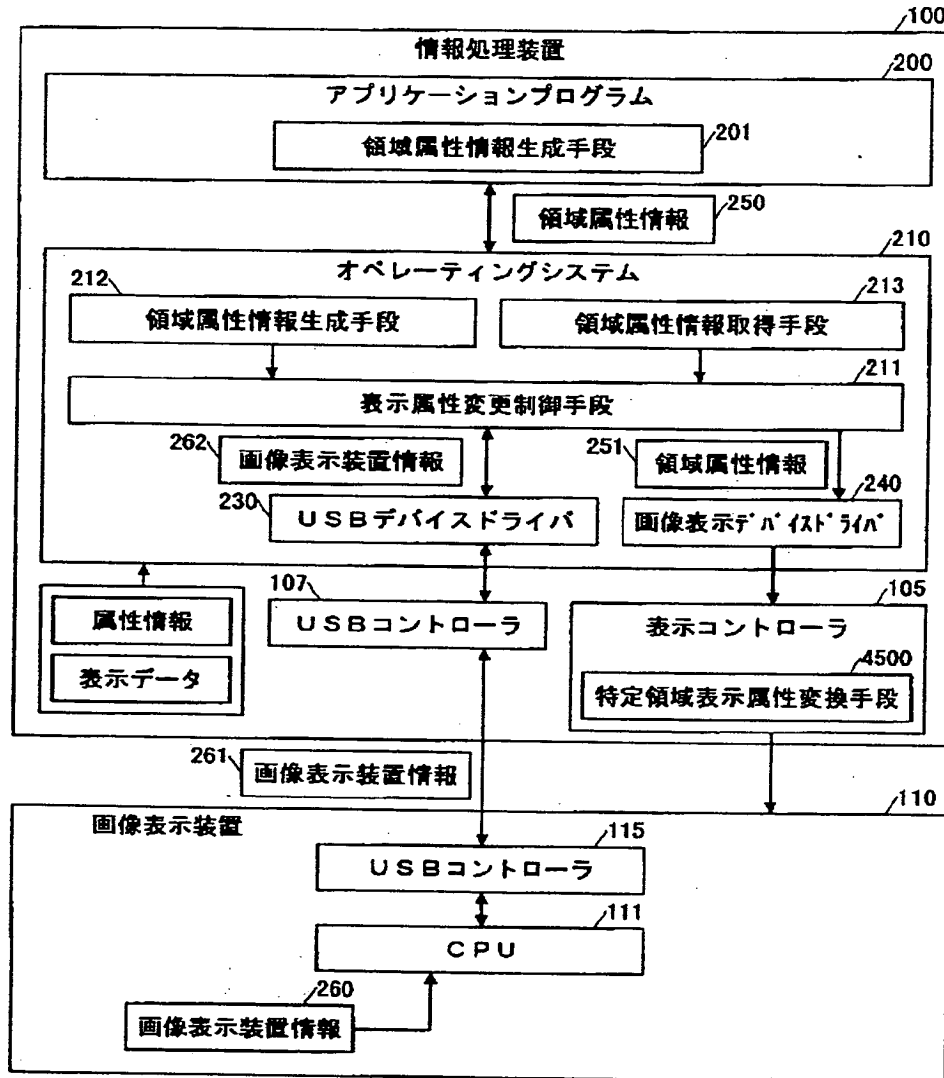 100
情報処理装置
200
アプリケーションプログラム
201
領域属性情報生成手段
250
領域属性情報
210
オペレーティングシステム
212
領域属性情報生成手段
213
領域属性情報取得手段
211
表示属性変更制御手段
262
画像表示装置情報
251
領域属性情報
230
USBデバイスドライバ
240
画像表示ﾃﾞﾊﾞｲｽﾄﾞﾗｲﾊﾞ
属性情報
表示データ
107
USBコントローラ
105
表示コントローラ
4500
特定領域表示属性変換手段
261
画像表示装置情報
110
画像表示装置
115
USBコントローラ
111
CPU
260
画像表示装置情報